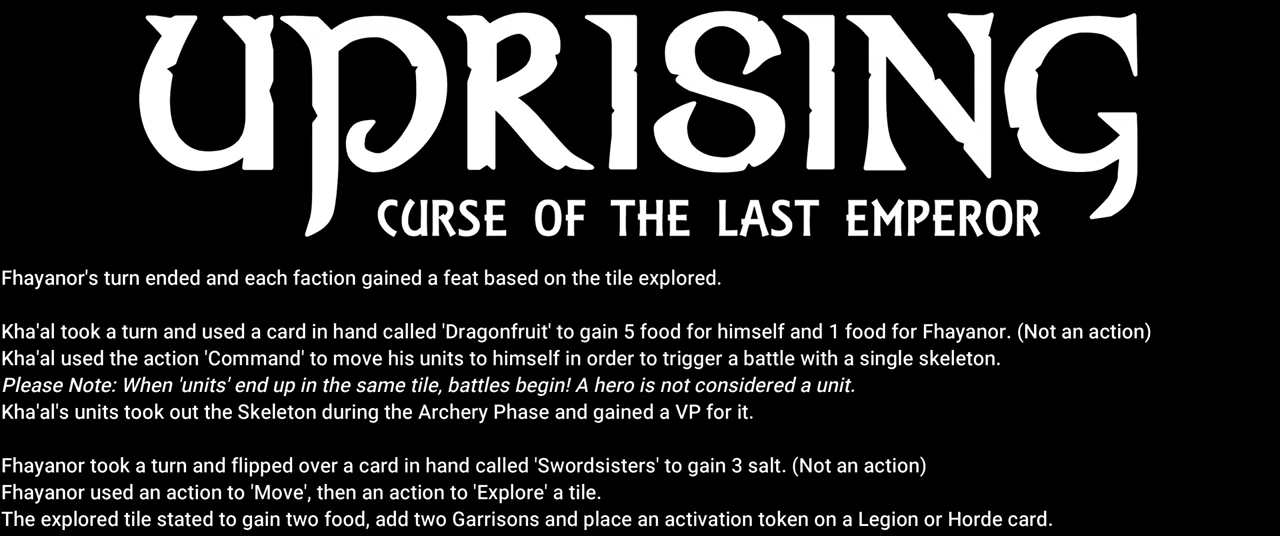 UPRISING
CURSE OF THE LAST EMPEROR
Fhayanor's turn ended and each faction gained a feat based on the tile explored.
Kha'al took a turn and used a card in hand called 'Dragonfruit' to gain 5 food for himself and 1 food for Fhayanor. (Not an action)
Kha'al used the action 'Command' to move his units to himself in order to trigger a battle with a single skeleton.
Please Note: When 'units' end up in the same tile, battles begin! A hero is not considered a unit.
Kha'al's units took out the Skeleton during the Archery Phase and gained a VP for it.
Fhayanor took a turn and flipped over a card in hand called 'Swordsisters' to gain 3 salt. (Not an action)
Fhayanor used an action to 'Move', then an action to 'Explore' a tile.
The explored tile stated to gain two food, add two Garrisons and place an activation token on a Legion or Horde card.